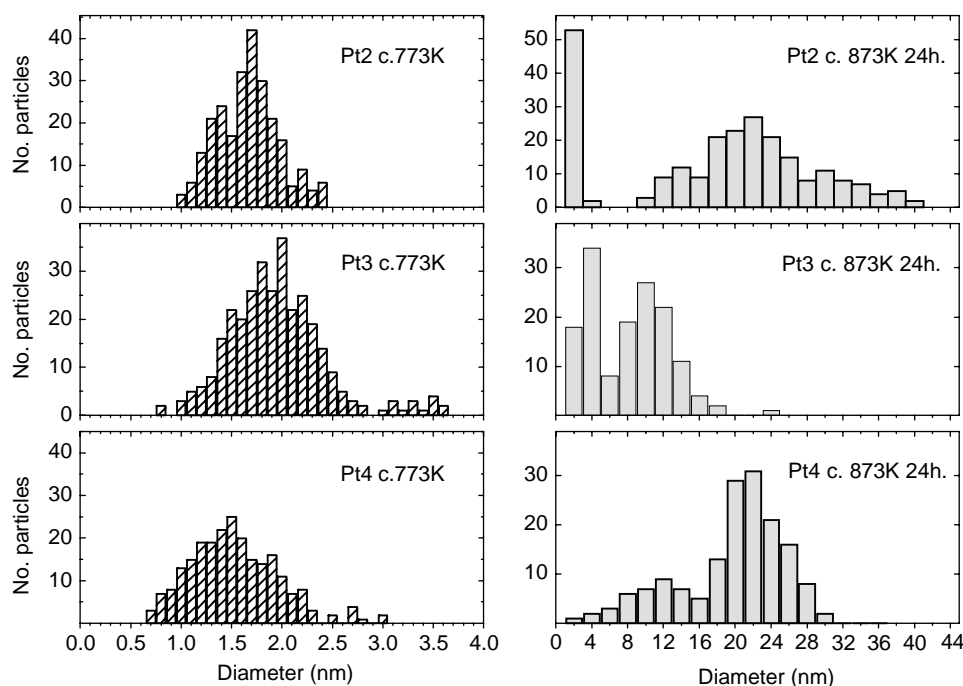 40
30
20
10
0
No. particles
Pt2 c.773K
50
40
30
20
10
0
Pt2 c. 873K 24h.
30
20
10
0
No. particles
Pt3 c.773K
30
20
10
Pt3 c. 873K 24h.
40
30
20
10
No. particles
Pt4 c.773K
0.0 0.5 1.0 1.5 2.0 2.5 3.0 3.5 4.0
Diameter (nm)
30
20
10
Pt4 c. 873K 24h.
0 4 8 12 16 20 24 28 32 36 40 44
Diameter (nm)